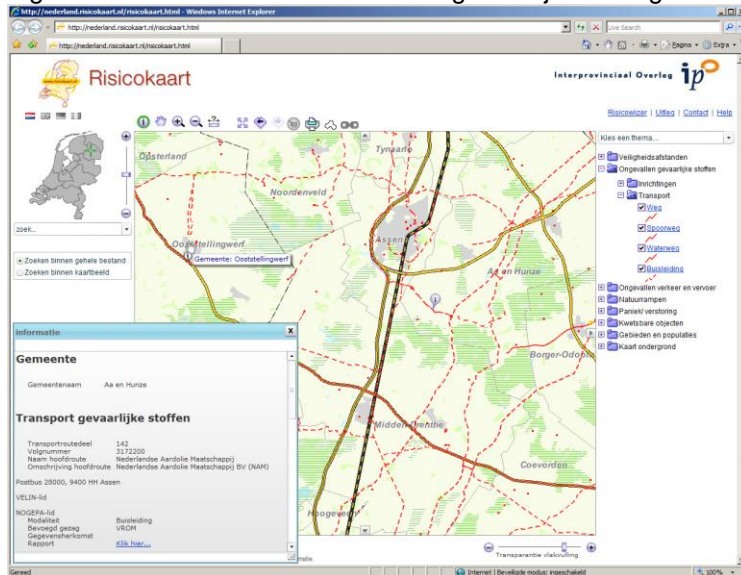 http://nederland.risicokaart.nl/risicokaart.html - Windows Internet Explorer
http://nederland.risicokaart.nl/risicokaart.html
Live Search
http://nederland.risicokaart.nl/risicokaart.html
Pagina
Extra
www.risicokaart.nl
Risicokaart
Interprovinciaal Overleg ipo
Risicowijzer | Uitleg | Contact | Help
zoek...
Zoeken binnen gehele bestand
Zoeken binnen kaartbeeld
Opsterland
Tynaarlo
Noordenveld
Ooststellingwerf
Gemeente: Ooststellingwerf
Assen
Aa en Hunze
Borger-Odoorn
Midden-Drenthe
Coevorden
Hoogeveen
Kies een thema...
Veiligheidsafstanden
Ongevallen gevaarlijke stoffen
Inrichtingen
Transport
Weg
Spoorweg
Waterweg
Buisleiding
Ongevallen verkeer en vervoer
Natuurrampen
Paniek/ verstoring
Kwetsbare objecten
Gebieden en populaties
Kaart ondergrond
informatie
X
Gemeente
Gemeentenaam Aa en Hunze
Transport gevaarlijke stoffen
Transportroutedeel 142
Volgnummer 3172200
Naam hoofdroute Nederlandse Aardolie Maatschappij
Omschrijving hoofdroute Nederlandse Aardolie Maatschappij BV (NAM)
Postbus 28000, 9400 HH Assen
VELIN-lid
NOGEPA-lid
Modaliteit Buisleiding
Bevoegd gezag VROM
Gegevensherkomst
Rapport Klik hier...
Transparantie vlakvulling
Gereed
Internet | Beveiligde modus: ingeschakeld
100%